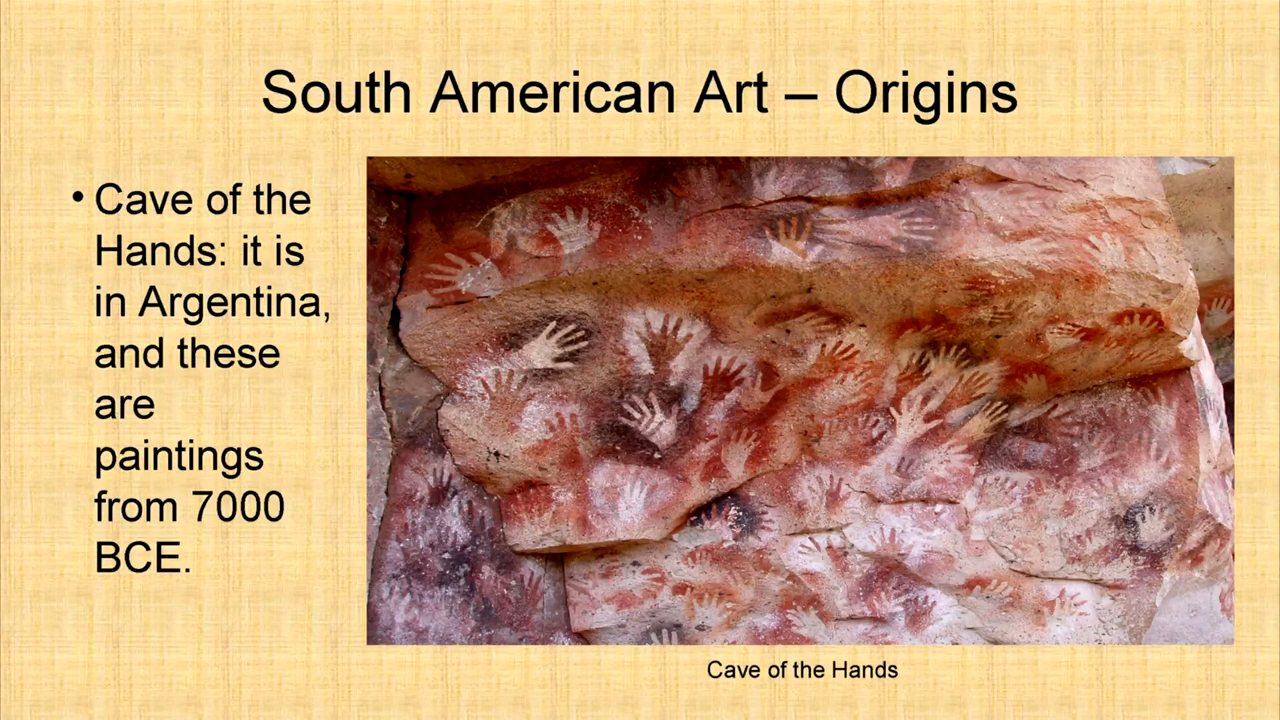 South American Art – Origins
• Cave of the
Hands: it is
in Argentina,
and these
are
paintings
from 7000
BCE.
Cave of the Hands